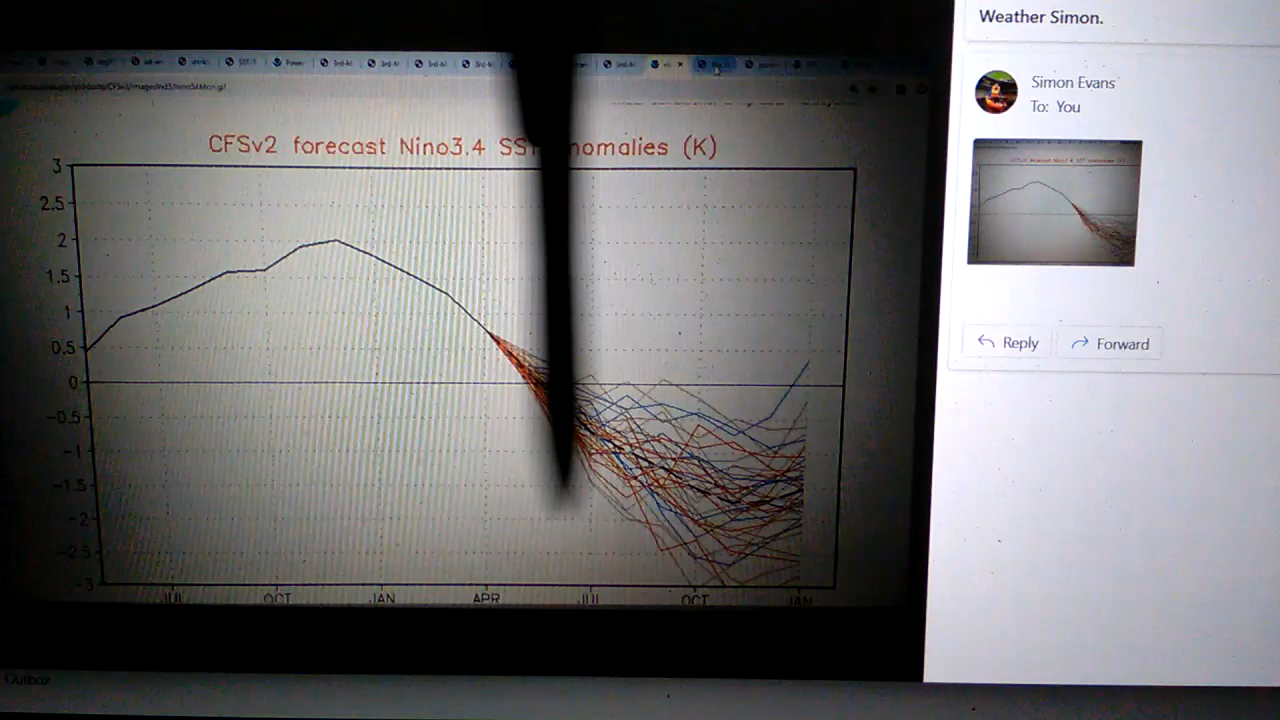 Weather Simon.
Simon Evans
To: You
Reply
Forward
CFSv2 forecast Nino3.4 SST nomalies (K)
3
2.5
2
1.5
1
0.5
0
-0.5
-1
-1.5
-2
-2.5
-3
JUL OCT JAN APR JUL OCT JAN
Outbox